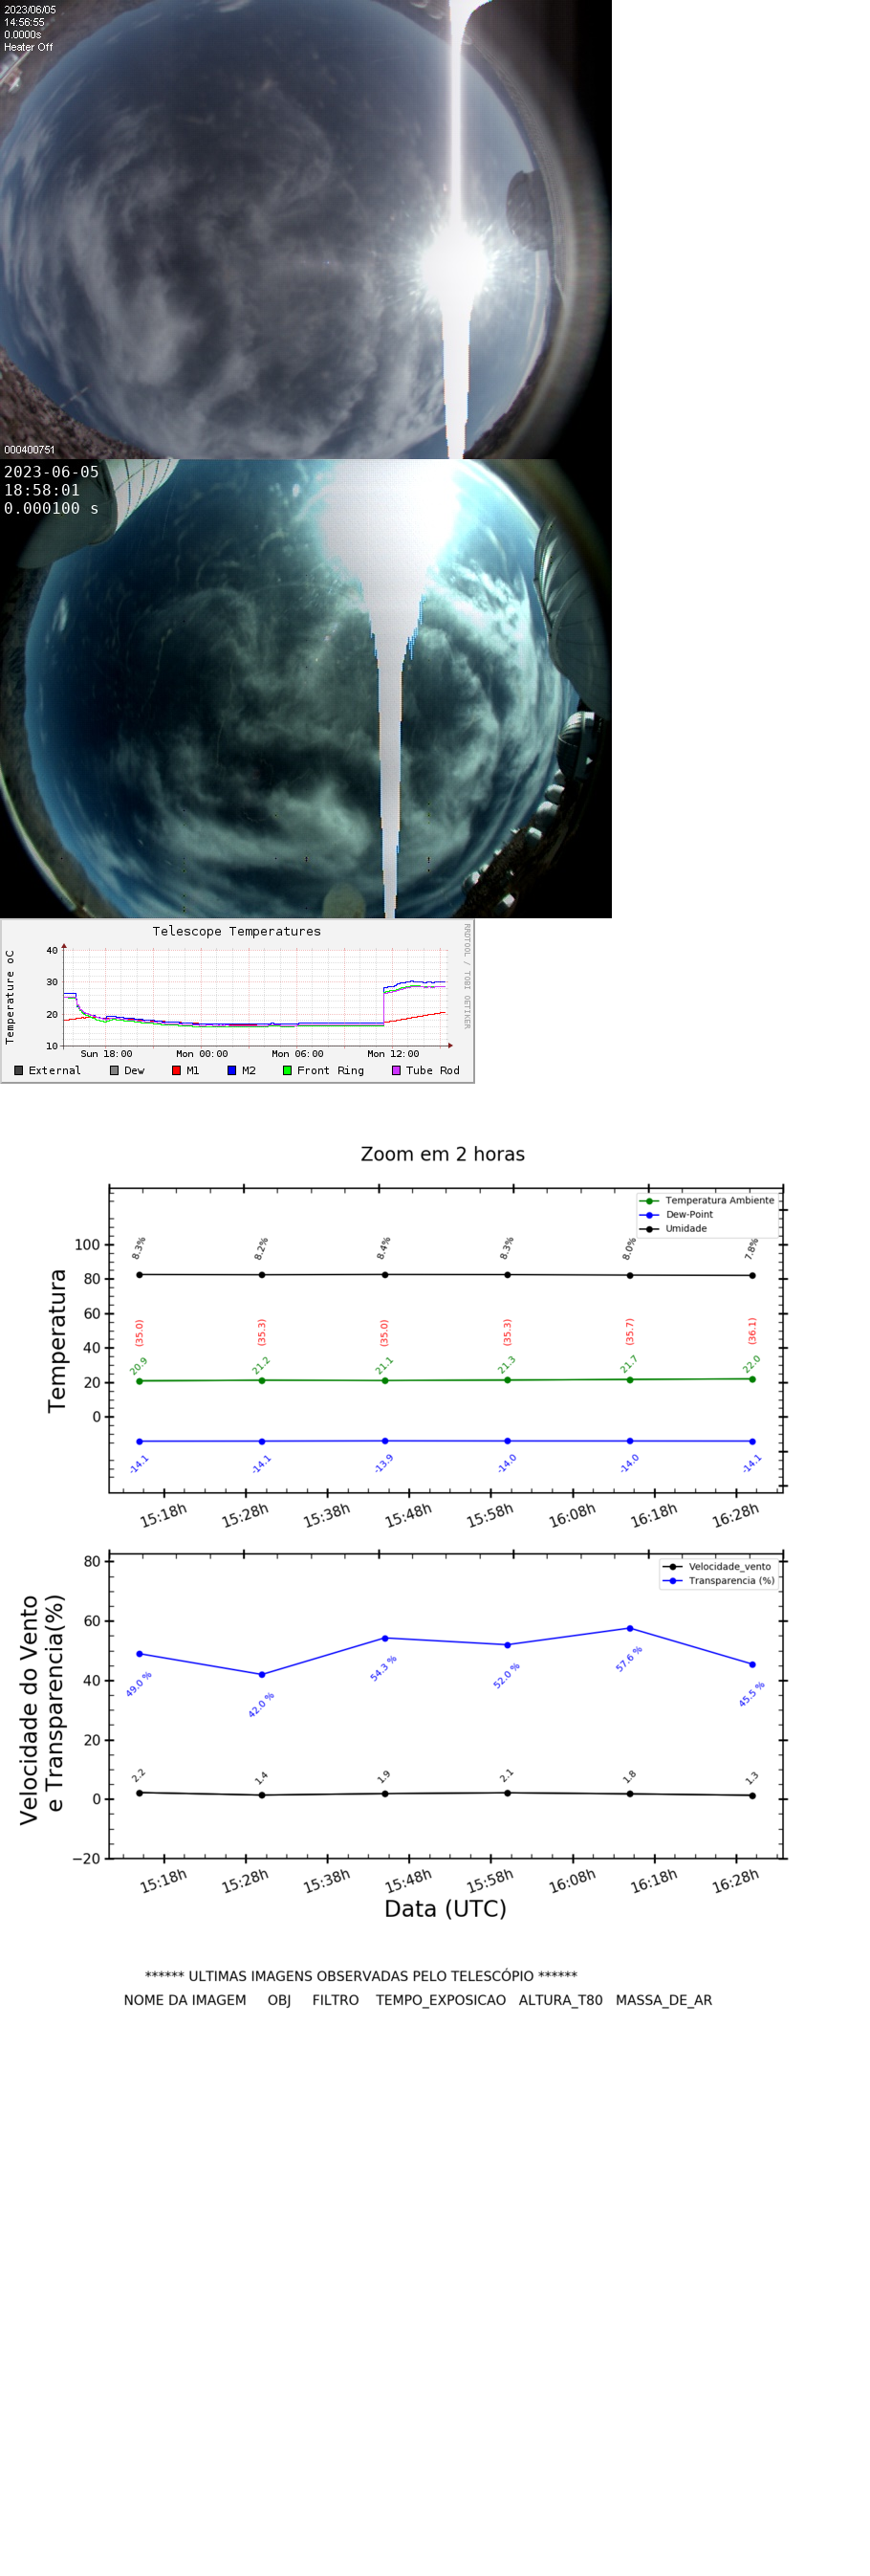 2023/06/05
14:56:55
0.0000s
Heater Off
000400751
2023-06-05
18:58:01
0.000100 s
Telescope Temperatures
RRDTOOL / TOBI OETIKER
Temperature oC
40
30
20
10
Sun 18:00 Mon 00:00 Mon 06:00 Mon 12:00
External Dew M1 M2 Front Ring Tube Rod
Zoom em 2 horas
Temperatura Ambiente
Dew-Point
Umidade
Temperatura
100
80
60
40
20
0
8.3% 8.2% 8.4% 8.3% 8.0% 7.8%
(35.0) (35.3) (35.0) (35.3) (35.7) (36.1)
20.9 21.2 21.1 21.3 21.7 22.0
-14.1 -14.1 -13.9 -14.0 -14.0 -14.1
15:18h 15:28h 15:38h 15:48h 15:58h 16:08h 16:18h 16:28h
Velocidade_vento
Transparencia (%)
Velocidade do Vento
e Transparencia(%)
80
60
40
20
0
−20
49.0 % 42.0 % 54.3 % 52.0 % 57.6 % 45.5 %
2.2 1.4 1.9 2.1 1.8 1.3
15:18h 15:28h 15:38h 15:48h 15:58h 16:08h 16:18h 16:28h
Data (UTC)
****** ULTIMAS IMAGENS OBSERVADAS PELO TELESCÓPIO ******
NOME DA IMAGEM OBJ FILTRO TEMPO_EXPOSICAO ALTURA_T80 MASSA_DE_AR